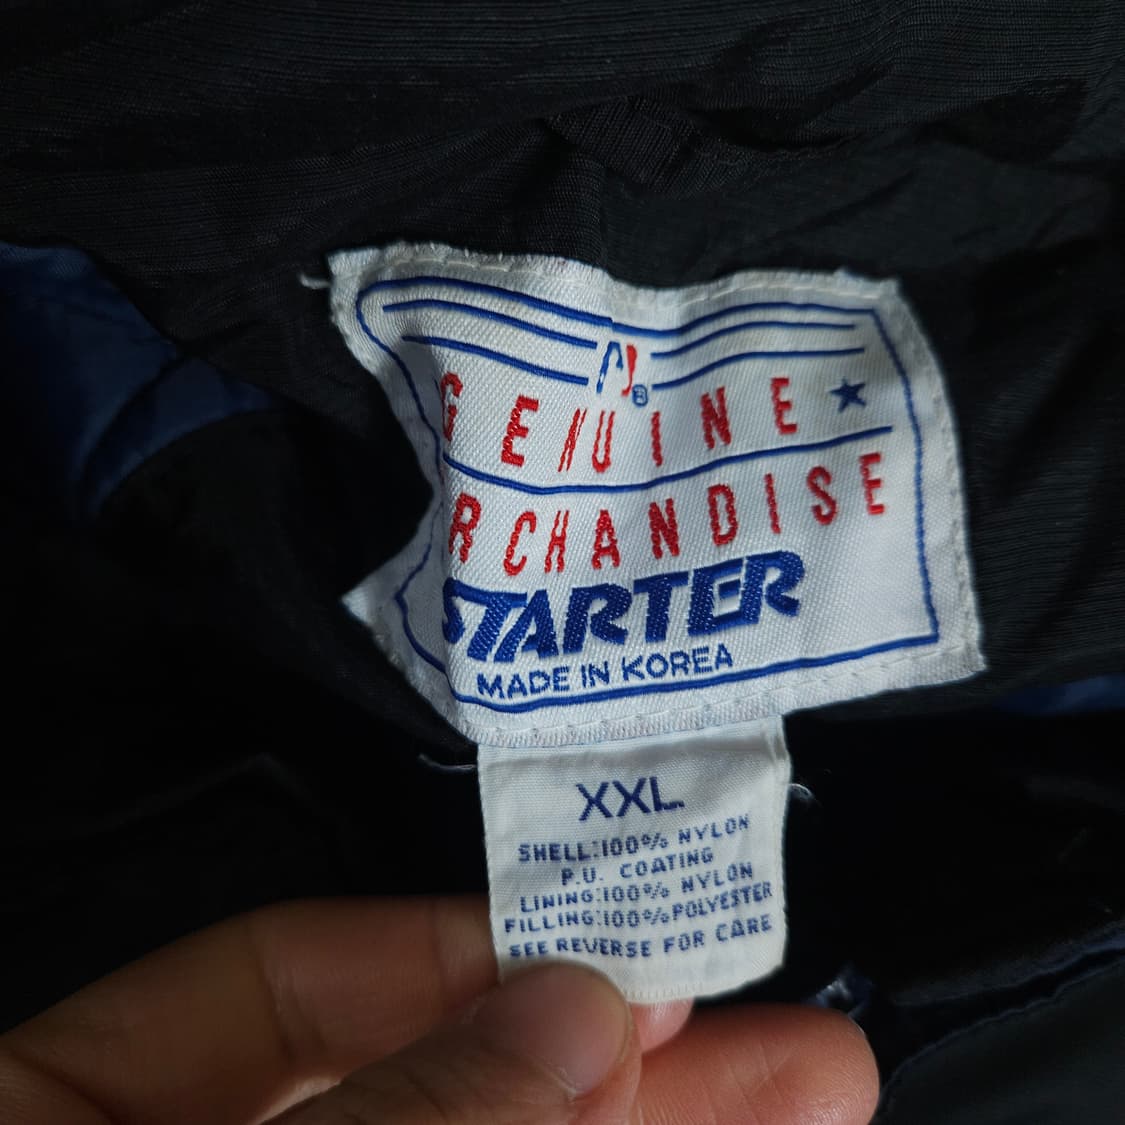 ®
GENUINE
RCHANDISE
STARTER
MADE IN KOREA
XXL
SHELL:100% NYLON
P.U. COATING
LINING:100% NYLON
FILLING:100% POLYESTER
SEE REVERSE FOR CARE